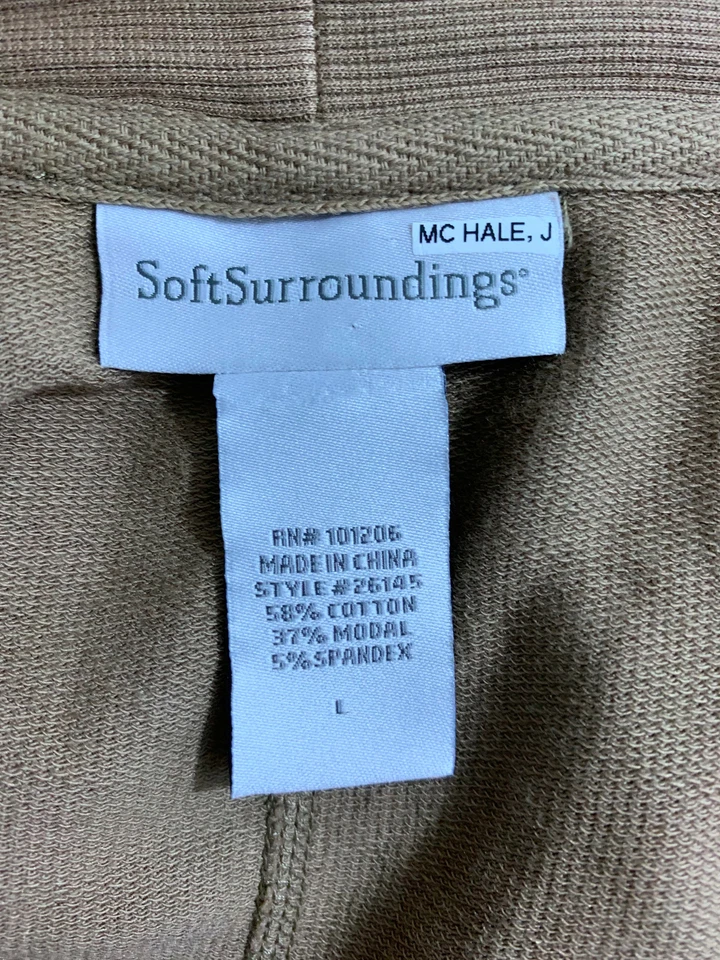 MC HALE, J
SoftSurroundings®
RN# 101206
MADE IN CHINA
STYLE #26145
58% COTTON
37% MODAL
5% SPANDEX
L